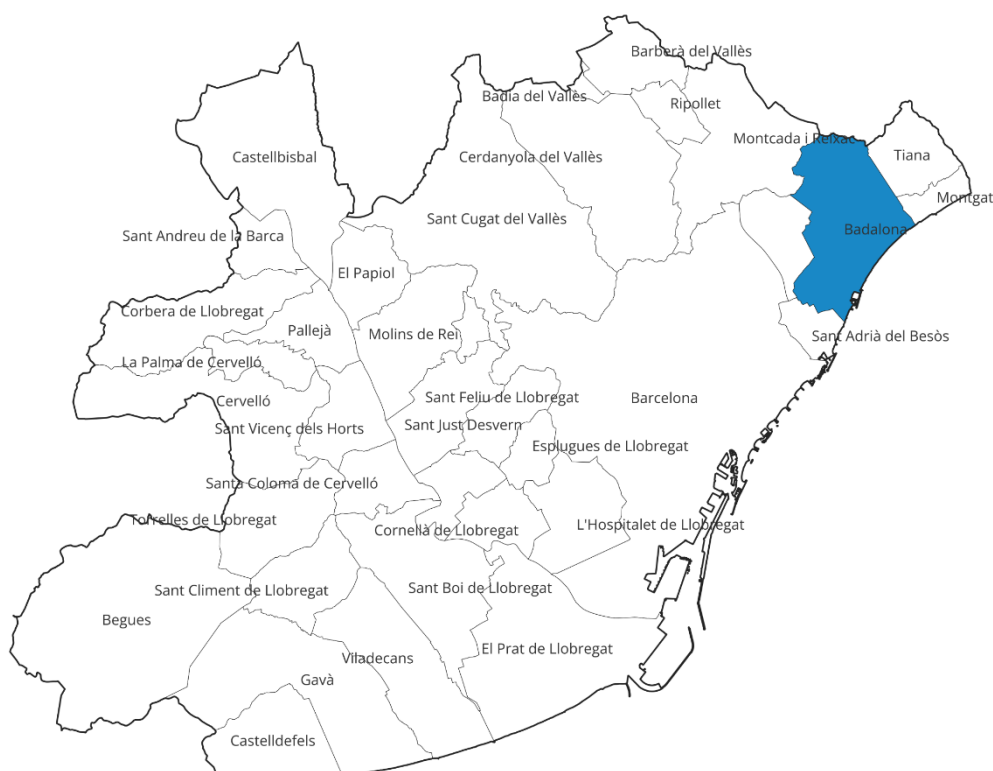 Barberà del Vallès
Badia del Vallès
Ripollet
Montcada i Reixac
Castellbisbal
Cerdanyola del Vallès
Tiana
Montgat
Sant Cugat del Vallès
Badalona
Sant Andreu de la Barca
El Papiol
Corbera de Llobregat
Pallejà
Molins de Rei
Sant Adrià del Besòs
La Palma de Cervelló
Cervelló
Sant Feliu de Llobregat
Barcelona
Sant Vicenç dels Horts
Sant Just Desvern
Esplugues de Llobregat
Santa Coloma de Cervelló
Torrelles de Llobregat
Cornellà de Llobregat
L'Hospitalet de Llobregat
Sant Climent de Llobregat
Sant Boi de Llobregat
Begues
El Prat de Llobregat
Viladecans
Gavà
Castelldefels